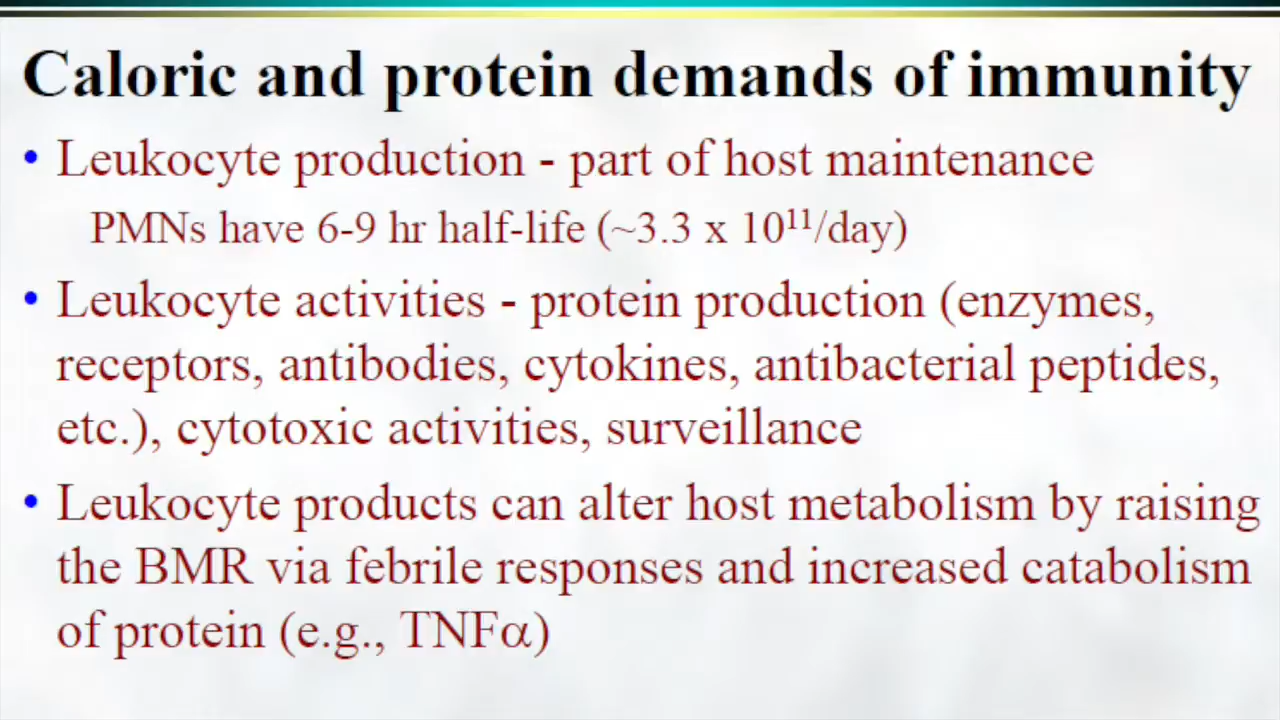 Caloric and protein demands of immunity
• Leukocyte production - part of host maintenance
PMNs have 6-9 hr half-life (~3.3 x 10¹¹/day)
• Leukocyte activities - protein production (enzymes,
receptors, antibodies, cytokines, antibacterial peptides,
etc.), cytotoxic activities, surveillance
• Leukocyte products can alter host metabolism by raising
the BMR via febrile responses and increased catabolism
of protein (e.g., TNFα)